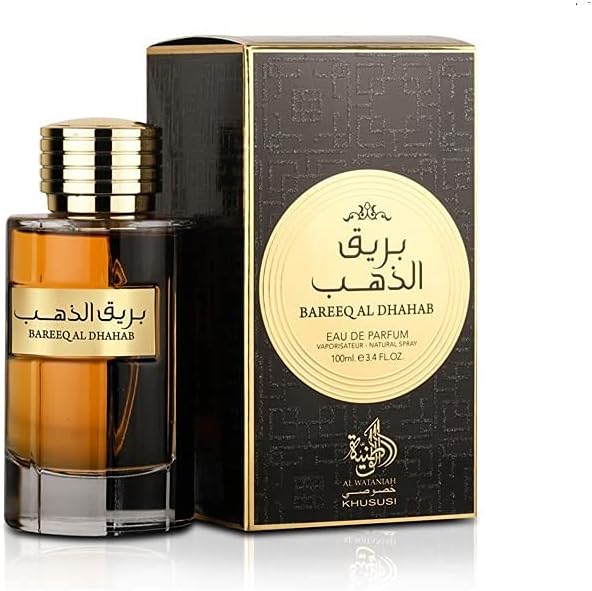 بريق الذهب
BAREEQ AL DHAHAB
بريق
الذهب
BAREEQ AL DHAHAB
EAU DE PARFUM
VAPORISATEUR - NATURAL SPRAY
100ml. e 3.4 FL.OZ.
الوطنية
AL WATANIAH
خصوصي
KHUSUSI